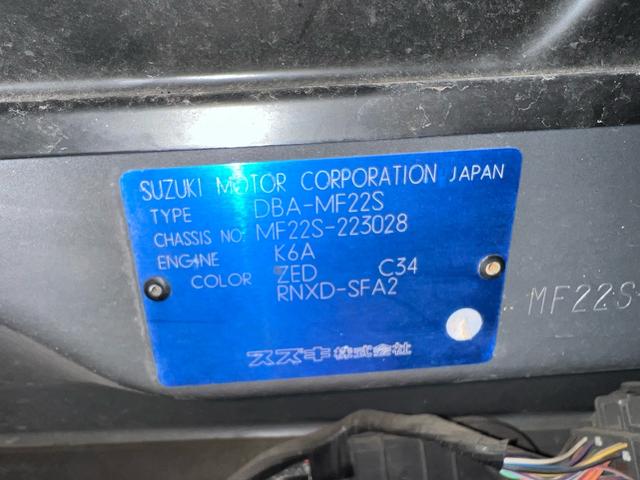 SUZUKI MOTOR CORPORATION JAPAN
TYPE DBA-MF22S
CHASSIS NO. MF22S-223028
ENGINE K6A
COLOR ZED C34
RNXD-SFA2
スズキ株式会社
MF22S